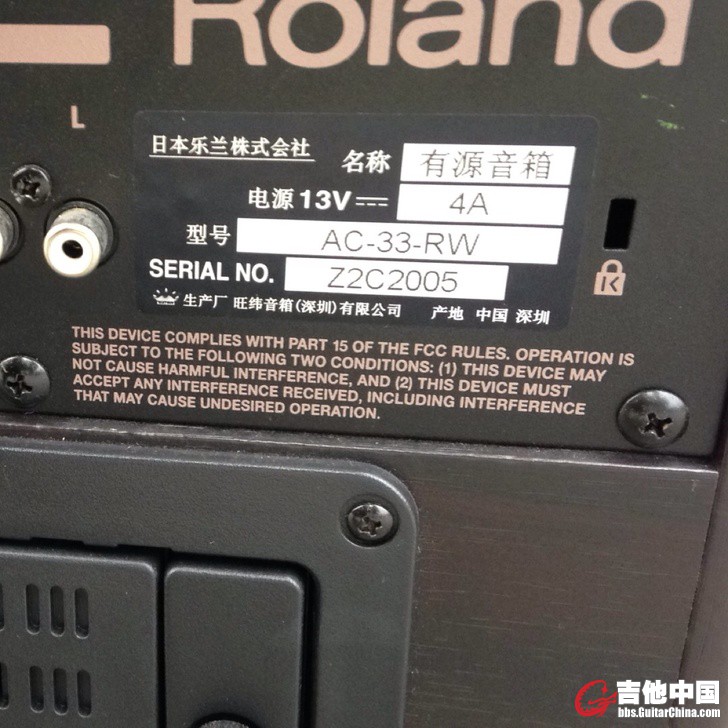 Roland
L
日本乐兰株式会社
名称 有源音箱
电源 13V 4A
型号 AC-33-RW
SERIAL NO. Z2C2005
生产厂 旺纬音箱(深圳)有限公司 产地 中国 深圳
K
THIS DEVICE COMPLIES WITH PART 15 OF THE FCC RULES. OPERATION IS
SUBJECT TO THE FOLLOWING TWO CONDITIONS: (1) THIS DEVICE MAY
NOT CAUSE HARMFUL INTERFERENCE, AND (2) THIS DEVICE MUST
ACCEPT ANY INTERFERENCE RECEIVED, INCLUDING INTERFERENCE
THAT MAY CAUSE UNDESIRED OPERATION.
吉他中国
bbs.GuitarChina.com